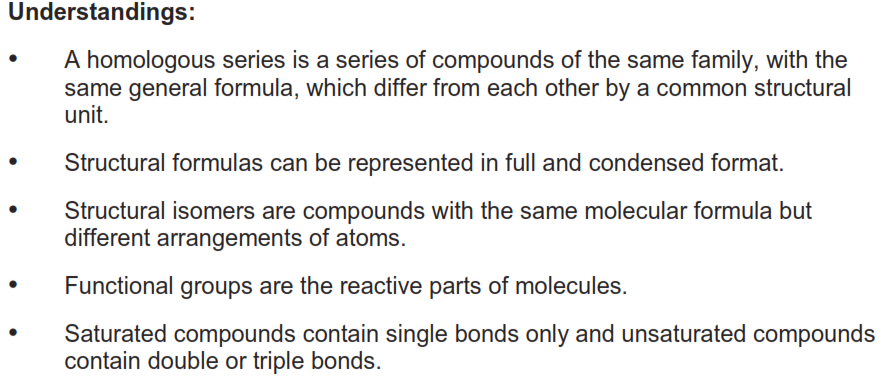 Understandings:
• A homologous series is a series of compounds of the same family, with the
same general formula, which differ from each other by a common structural
unit.
• Structural formulas can be represented in full and condensed format.
• Structural isomers are compounds with the same molecular formula but
different arrangements of atoms.
• Functional groups are the reactive parts of molecules.
• Saturated compounds contain single bonds only and unsaturated compounds
contain double or triple bonds.